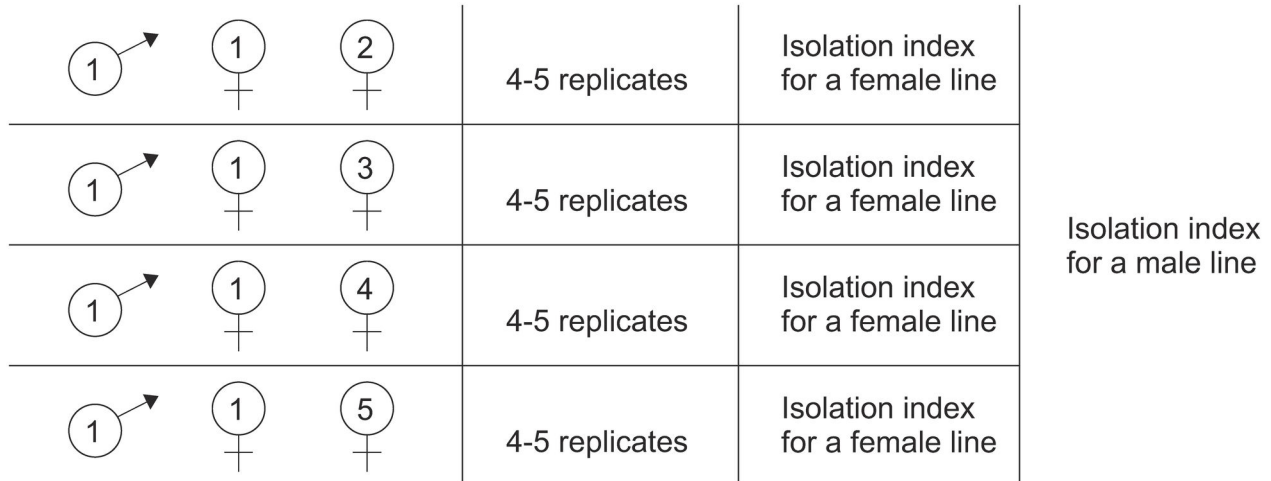 1 1 2 4-5 replicates Isolation index
for a female line
1 1 3 4-5 replicates Isolation index
for a female line
Isolation index
for a male line
1 1 4 4-5 replicates Isolation index
for a female line
1 1 5 4-5 replicates Isolation index
for a female line